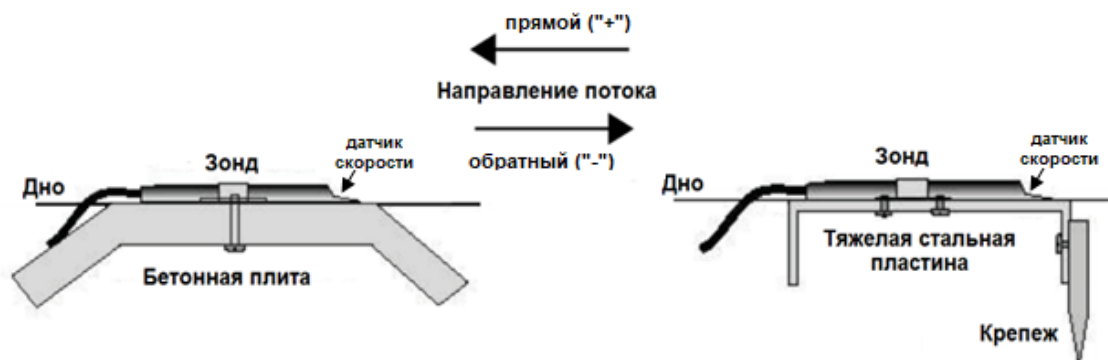 прямой ("+")
Направление потока
обратный ("-")
датчик
скорости
Зонд
Дно
Бетонная плита
датчик
скорости
Зонд
Дно
Тяжелая стальная
пластина
Крепеж